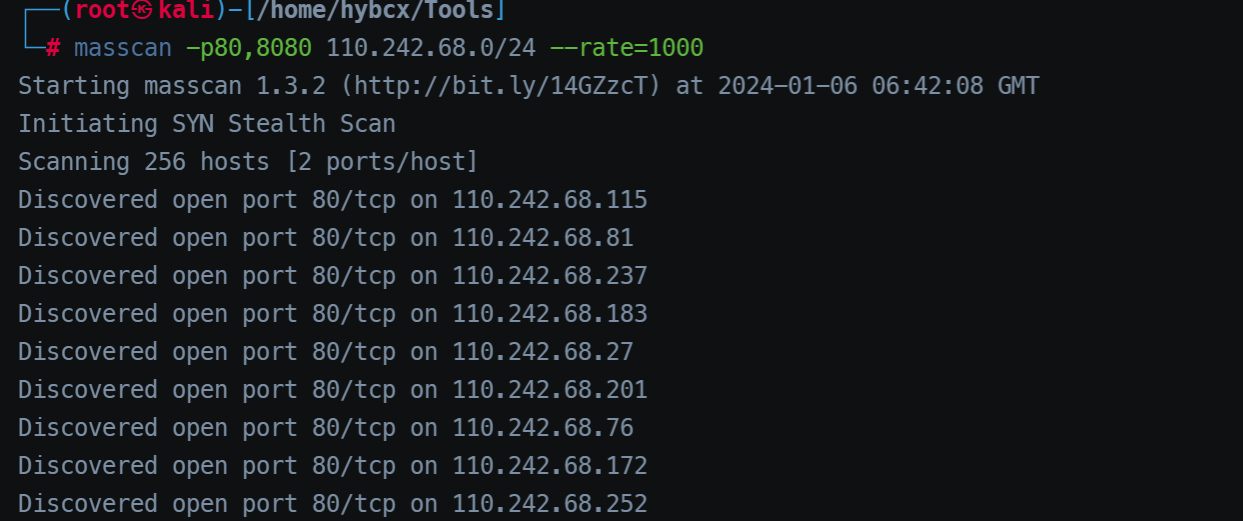 ┌──(root㉿kali)-[/home/hybcx/Tools]
└─# masscan -p80,8080 110.242.68.0/24 --rate=1000
Starting masscan 1.3.2 (http://bit.ly/14GZzcT) at 2024-01-06 06:42:08 GMT
Initiating SYN Stealth Scan
Scanning 256 hosts [2 ports/host]
Discovered open port 80/tcp on 110.242.68.115
Discovered open port 80/tcp on 110.242.68.81
Discovered open port 80/tcp on 110.242.68.237
Discovered open port 80/tcp on 110.242.68.183
Discovered open port 80/tcp on 110.242.68.27
Discovered open port 80/tcp on 110.242.68.201
Discovered open port 80/tcp on 110.242.68.76
Discovered open port 80/tcp on 110.242.68.172
Discovered open port 80/tcp on 110.242.68.252